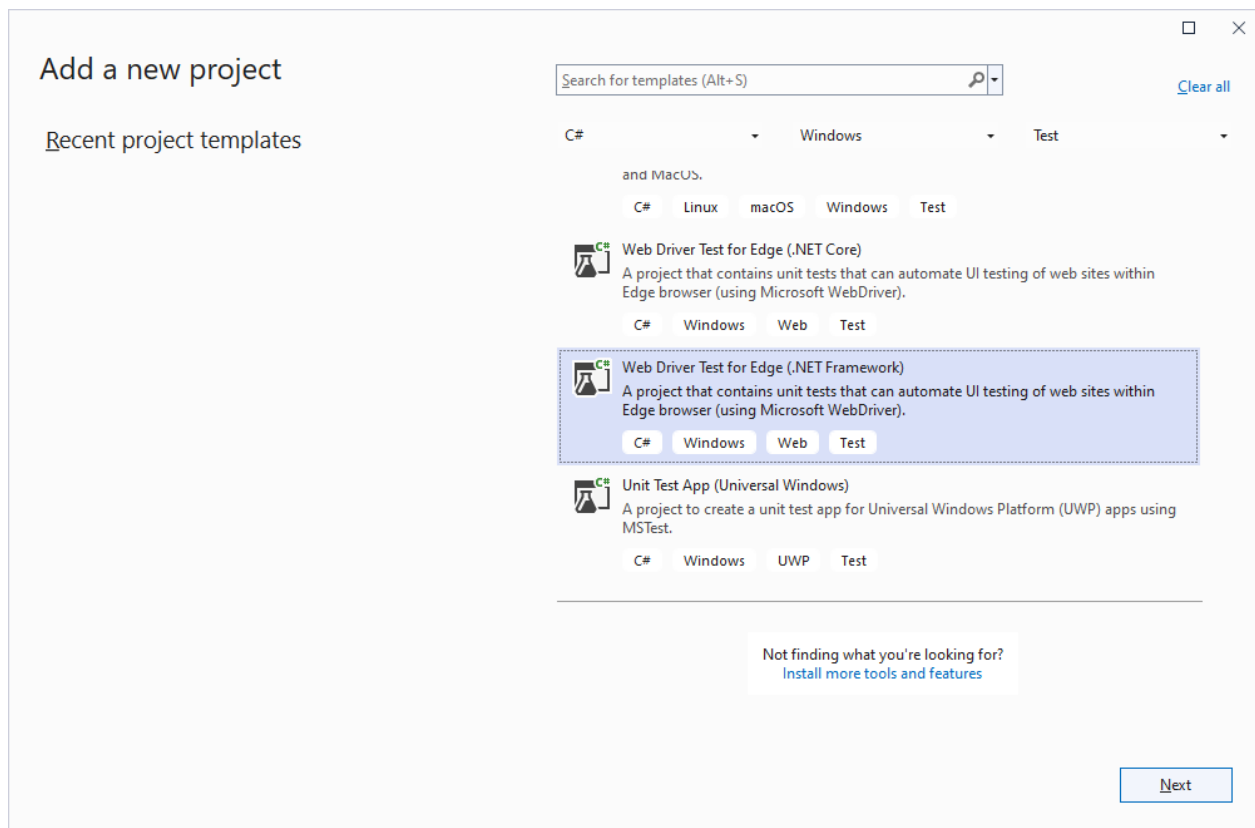 Add a new project
Search for templates (Alt+S)
Clear all
Recent project templates
C# Windows Test
and MacOS.
C# Linux macOS Windows Test
C#
Web Driver Test for Edge (.NET Core)
A project that contains unit tests that can automate UI testing of web sites within
Edge browser (using Microsoft WebDriver).
C# Windows Web Test
C#
Web Driver Test for Edge (.NET Framework)
A project that contains unit tests that can automate UI testing of web sites within
Edge browser (using Microsoft WebDriver).
C# Windows Web Test
C#
Unit Test App (Universal Windows)
A project to create a unit test app for Universal Windows Platform (UWP) apps using
MSTest.
C# Windows UWP Test
Not finding what you're looking for?
Install more tools and features
Next